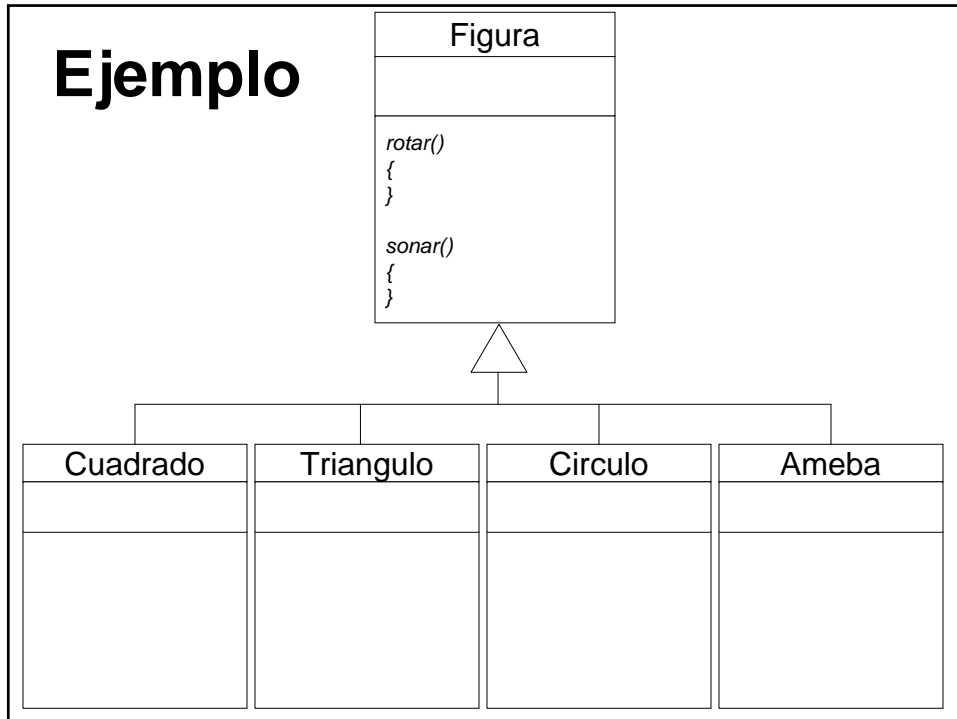 Ejemplo
Figura
rotar()
{
}
sonar()
{
}
Cuadrado
Triangulo
Circulo
Ameba